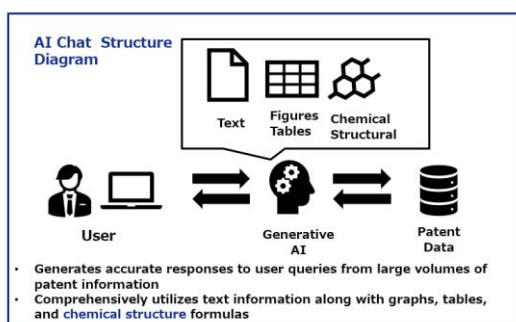 AI Chat Structure
Diagram
Text
Figures
Tables
Chemical
Structural
User
Generative
AI
Patent
Data
• Generates accurate responses to user queries from large volumes of
patent information
• Comprehensively utilizes text information along with graphs, tables,
and chemical structure formulas